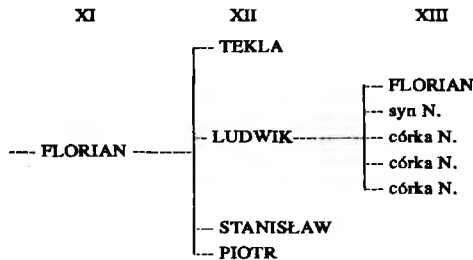 XI XII XIII
TEKLA
FLORIAN
syn N.
FLORIAN LUDWIK córka N.
córka N.
córka N.
STANISŁAW
PIOTR